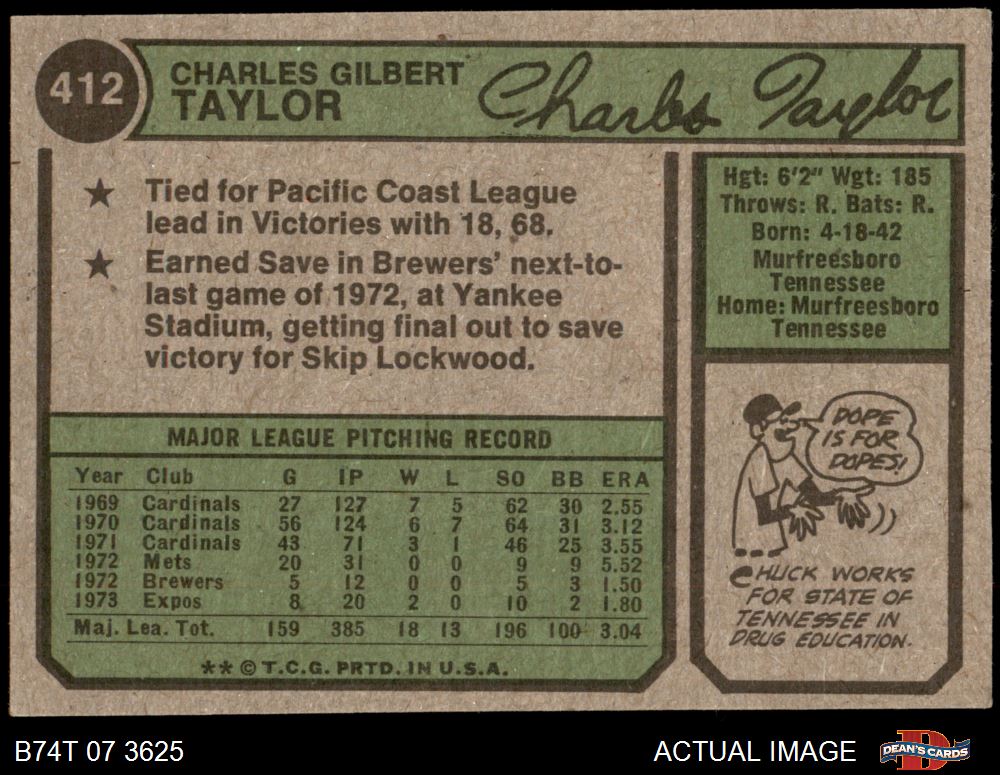 412
CHARLES GILBERT
TAYLOR
Charles Taylor
★ Tied for Pacific Coast League
lead in Victories with 18, 68.
★ Earned Save in Brewers' next-to-
last game of 1972, at Yankee
Stadium, getting final out to save
victory for Skip Lockwood.
Hgt: 6'2" Wgt: 185
Throws: R. Bats: R.
Born: 4-18-42
Murfreesboro
Tennessee
Home: Murfreesboro
Tennessee
MAJOR LEAGUE PITCHING RECORD
Year Club G IP W L SO BB ERA
1969 Cardinals 27 127 7 5 62 30 2.55
1970 Cardinals 56 124 6 7 64 31 3.12
1971 Cardinals 43 71 3 1 46 25 3.55
1972 Mets 20 31 0 0 9 9 5.52
1972 Brewers 5 12 0 0 5 3 1.50
1973 Expos 8 20 2 0 10 2 1.80
Maj. Lea. Tot. 159 385 18 13 196 100 3.04
** © T.C.G. PRTD. IN U.S.A.
DOPE
IS FOR
DOPES!
CHUCK WORKS
FOR STATE OF
TENNESSEE IN
DRUG EDUCATION.
B74T 07 3625
ACTUAL IMAGE
D
DEAN'S CARDS